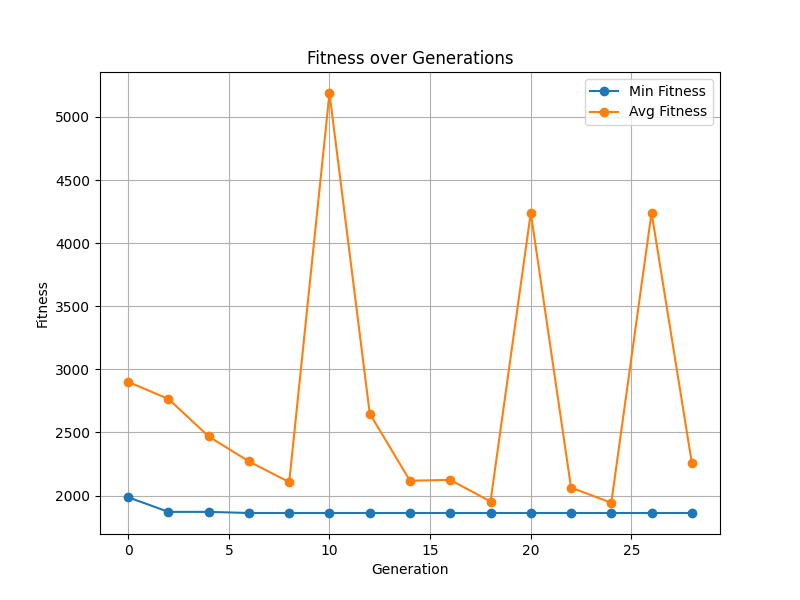 Fitness over Generations
Min Fitness
Avg Fitness
5000
4500
4000
3500
3000
2500
2000
Fitness
0 5 10 15 20 25
Generation